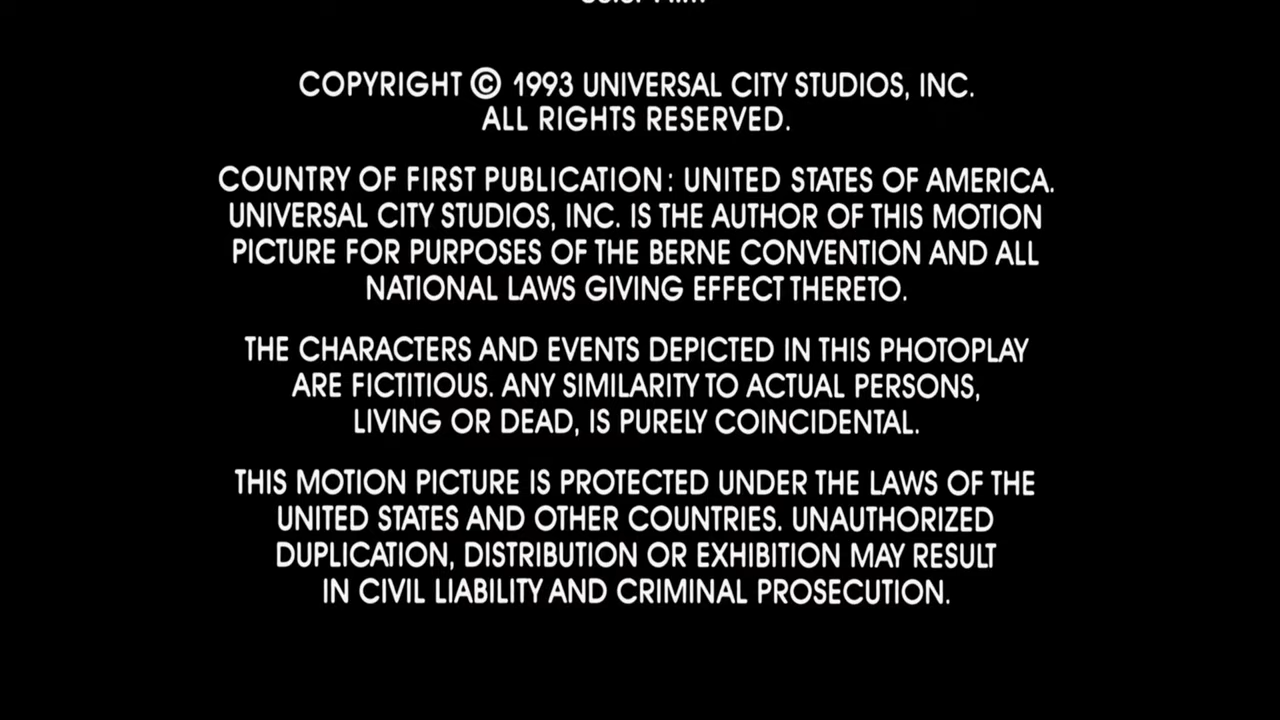 COPYRIGHT © 1993 UNIVERSAL CITY STUDIOS, INC.
ALL RIGHTS RESERVED.
COUNTRY OF FIRST PUBLICATION: UNITED STATES OF AMERICA.
UNIVERSAL CITY STUDIOS, INC. IS THE AUTHOR OF THIS MOTION
PICTURE FOR PURPOSES OF THE BERNE CONVENTION AND ALL
NATIONAL LAWS GIVING EFFECT THERETO.
THE CHARACTERS AND EVENTS DEPICTED IN THIS PHOTOPLAY
ARE FICTITIOUS. ANY SIMILARITY TO ACTUAL PERSONS,
LIVING OR DEAD, IS PURELY COINCIDENTAL.
THIS MOTION PICTURE IS PROTECTED UNDER THE LAWS OF THE
UNITED STATES AND OTHER COUNTRIES. UNAUTHORIZED
DUPLICATION, DISTRIBUTION OR EXHIBITION MAY RESULT
IN CIVIL LIABILITY AND CRIMINAL PROSECUTION.